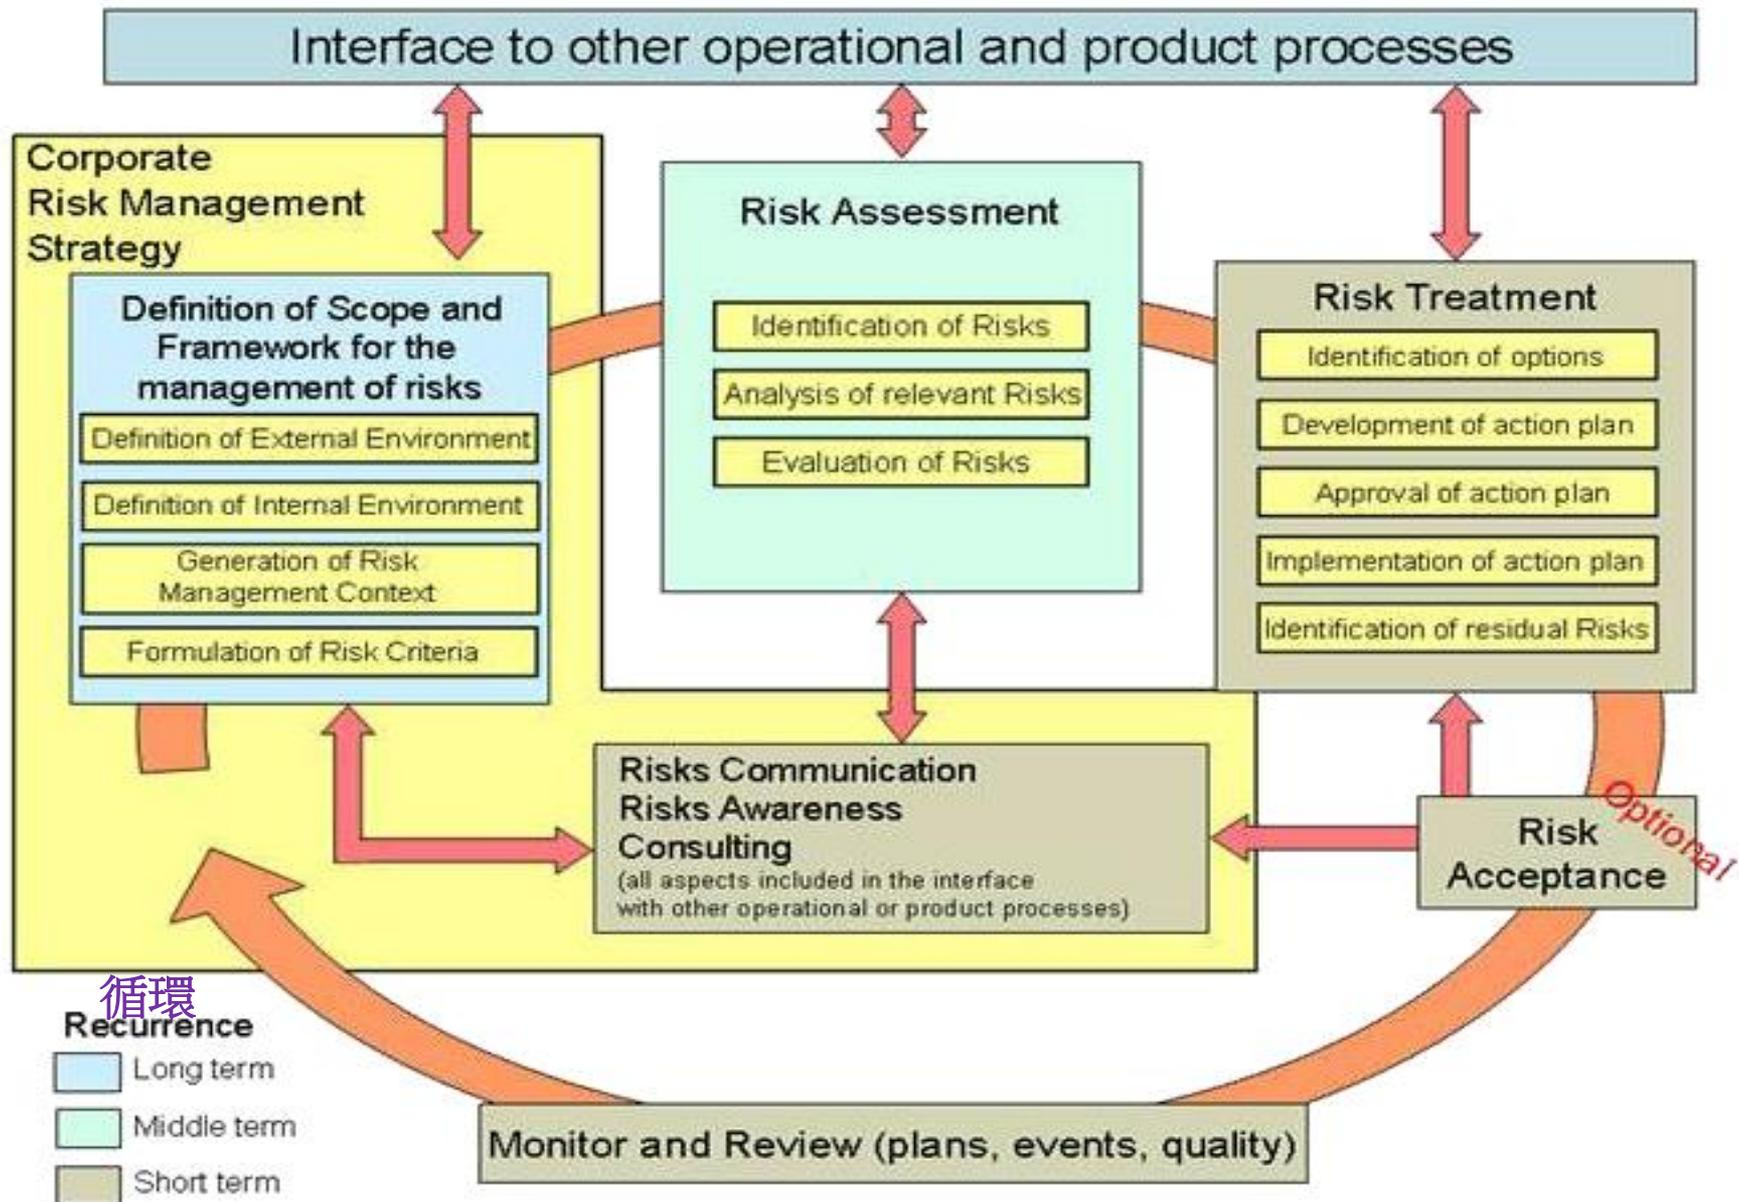 Interface to other operational and product processes
Corporate
Risk Management
Strategy
Definition of Scope and
Framework for the
management of risks
Definition of External Environment
Definition of Internal Environment
Generation of Risk
Management Context
Formulation of Risk Criteria
Risk Assessment
Identification of Risks
Analysis of relevant Risks
Evaluation of Risks
Risk Treatment
Identification of options
Development of action plan
Approval of action plan
Implementation of action plan
Identification of residual Risks
Risks Communication
Risks Awareness
Consulting
(all aspects included in the interface
with other operational or product processes)
Risk
Acceptance
Optional
循環
Recurrence
Long term
Middle term
Short term
Monitor and Review (plans, events, quality)